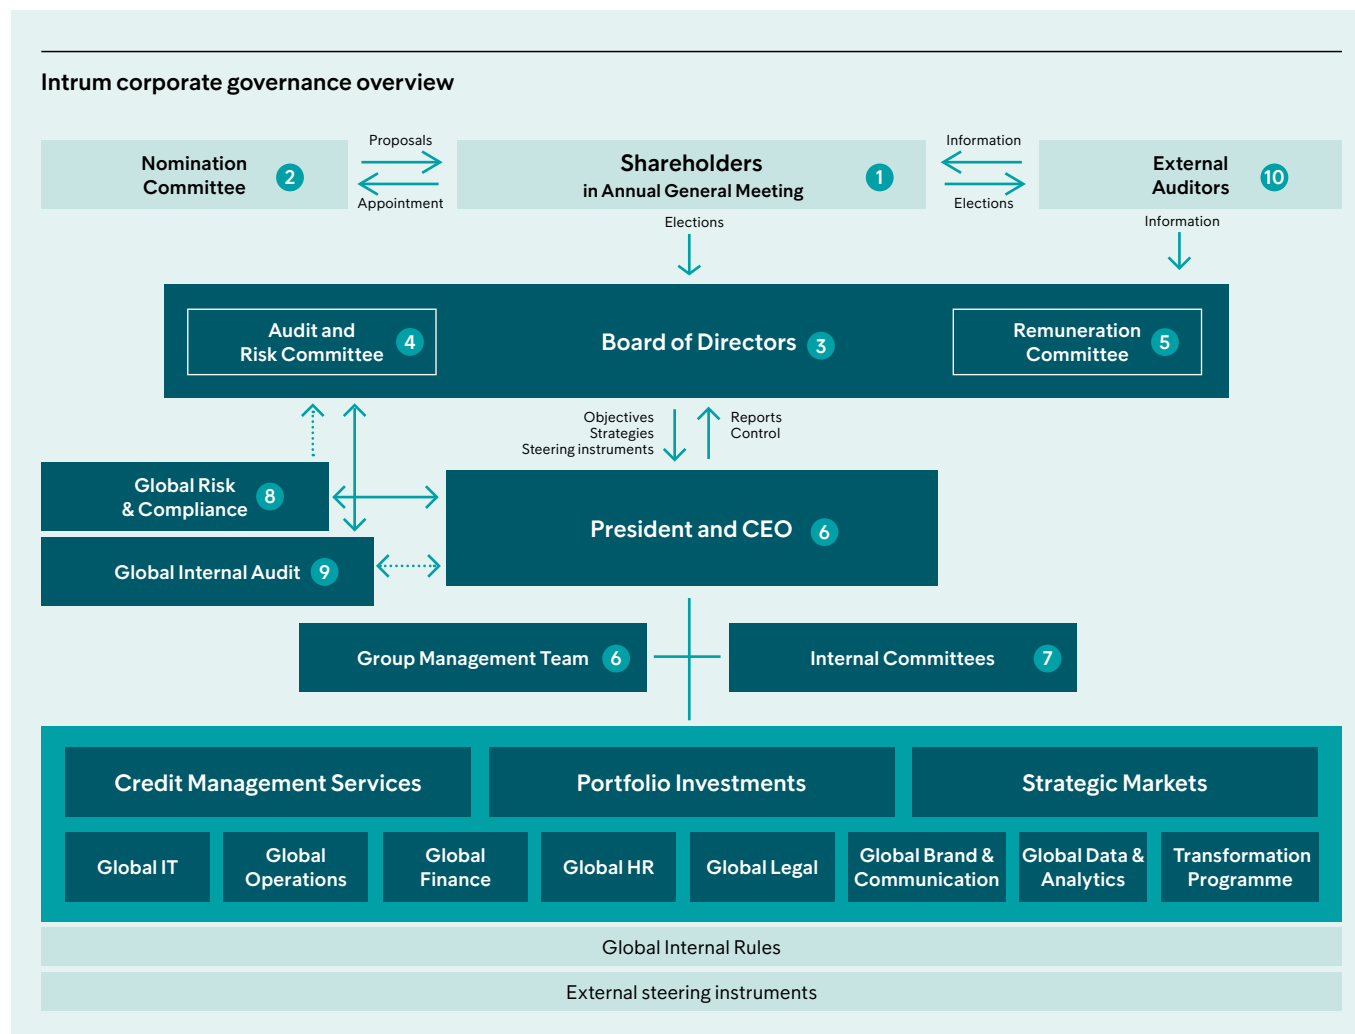 Intrum corporate governance overview
Nomination
Committee
2
Proposals
Appointment
Shareholders
in Annual General Meeting
1
Information
Elections
External
Auditors
10
Elections
Information
Audit and
Risk Committee
4
Board of Directors 3
Remuneration
Committee
5
Objectives
Strategies
Steering instruments
Reports
Control
Global Risk
& Compliance
8
Global Internal Audit 9
President and CEO 6
Group Management Team 6
Internal Committees 7
Credit Management Services
Portfolio Investments
Strategic Markets
Global IT
Global
Operations
Global
Finance
Global HR
Global Legal
Global Brand &
Communication
Global Data &
Analytics
Transformation
Programme
Global Internal Rules
External steering instruments